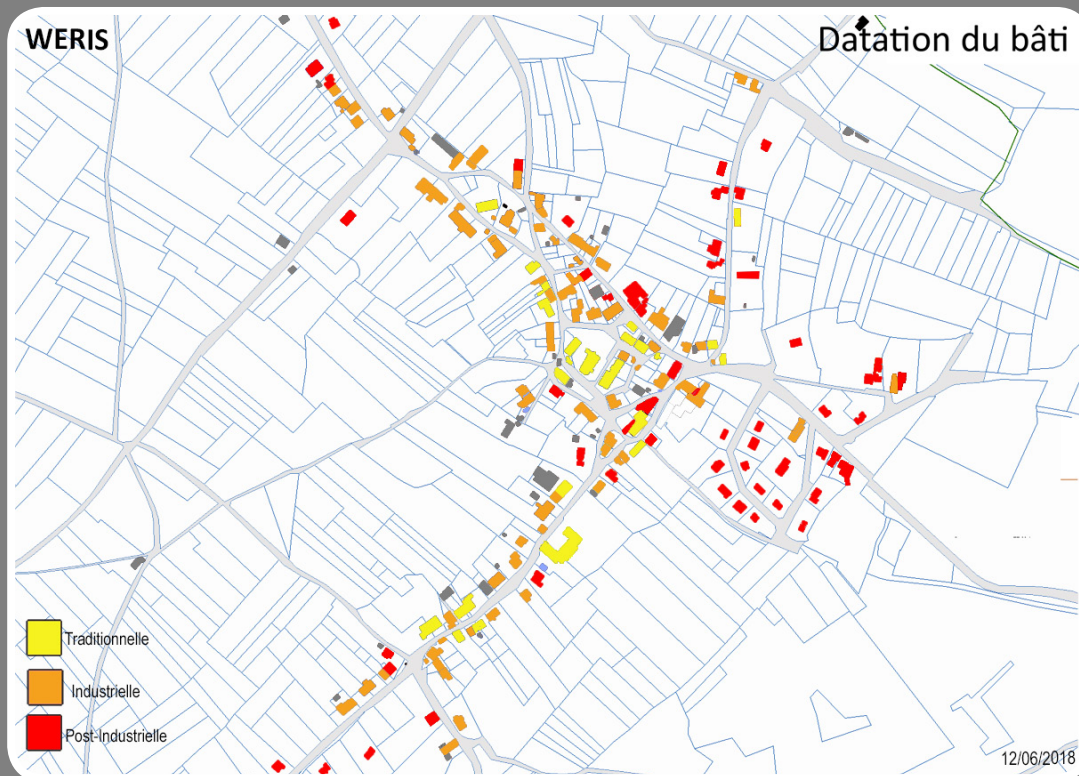 WERIS
Datation du bâti
Traditionnelle
Industrielle
Post-Industrielle
12/06/2018